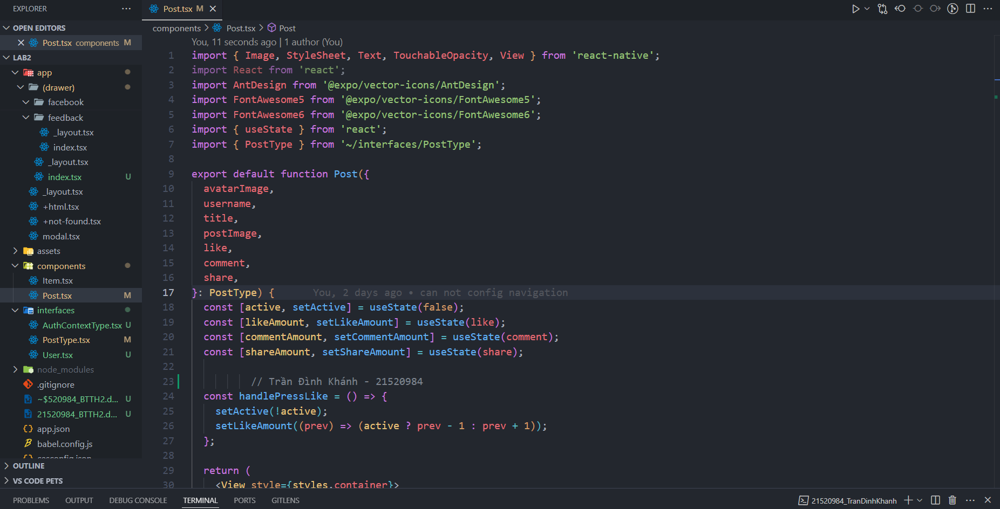 EXPLORER
OPEN EDITORS
Post.tsx components M
LAB2
app
(drawer)
facebook
feedback
_layout.tsx
index.tsx
_layout.tsx
index.tsx U
_layout.tsx
+html.tsx
+not-found.tsx
modal.tsx
assets
components
Item.tsx
Post.tsx M
interfaces
AuthContextType.tsx U
PostType.tsx M
User.tsx U
node_modules
.gitignore
~$520984_BTTH2.d... U
21520984_BTTH2.d... U
app.json
babel.config.js
OUTLINE
VS CODE PETS
Post.tsx M
components > Post.tsx > Post
You, 11 seconds ago | 1 author (You)
1 import { Image, StyleSheet, Text, TouchableOpacity, View } from 'react-native';
2 import React from 'react';
3 import AntDesign from '@expo/vector-icons/AntDesign';
4 import FontAwesome5 from '@expo/vector-icons/FontAwesome5';
5 import FontAwesome6 from '@expo/vector-icons/FontAwesome6';
6 import { useState } from 'react';
7 import { PostType } from '~/interfaces/PostType';
8
9 export default function Post({
10 avatarImage,
11 username,
12 title,
13 postImage,
14 like,
15 comment,
16 share,
17 }: PostType) { You, 2 days ago • can not config navigation
18 const [active, setActive] = useState(false);
19 const [likeAmount, setLikeAmount] = useState(like);
20 const [commentAmount, setCommentAmount] = useState(comment);
21 const [shareAmount, setShareAmount] = useState(share);
22
23 // Trần Đình Khánh - 21520984
24 const handlePressLike = () => {
25 setActive(!active);
26 setLikeAmount((prev) => (active ? prev - 1 : prev + 1));
27 };
28
29 return (
30 <View style={styles.container}>
PROBLEMS OUTPUT DEBUG CONSOLE TERMINAL PORTS GITLENS
21520984_TranDinhKhanh